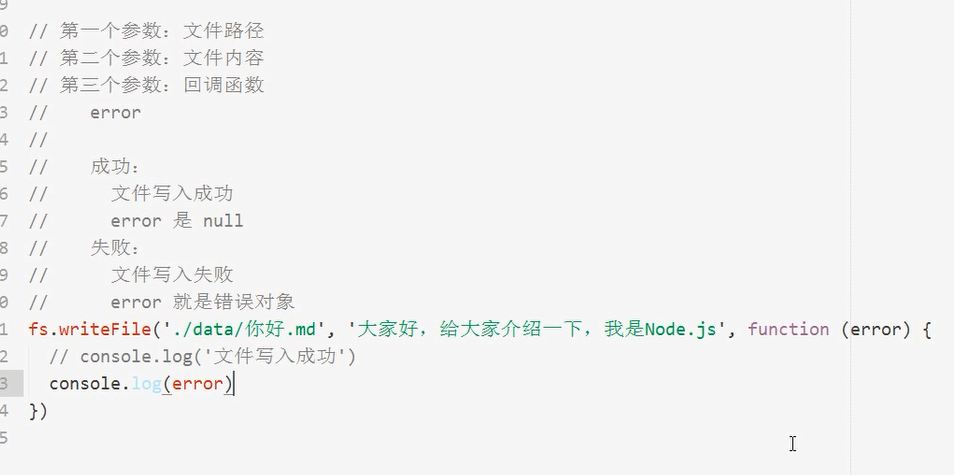 9
0 // 第一个参数：文件路径
1 // 第二个参数：文件内容
2 // 第三个参数：回调函数
3 //    error
4 //
5 //    成功：
6 //      文件写入成功
7 //      error 是 null
8 //    失败：
9 //      文件写入失败
0 //      error 就是错误对象
1 fs.writeFile('./data/你好.md', '大家好，给大家介绍一下，我是Node.js', function (error) {
2   // console.log('文件写入成功')
3   console.log(error)
4 })
5